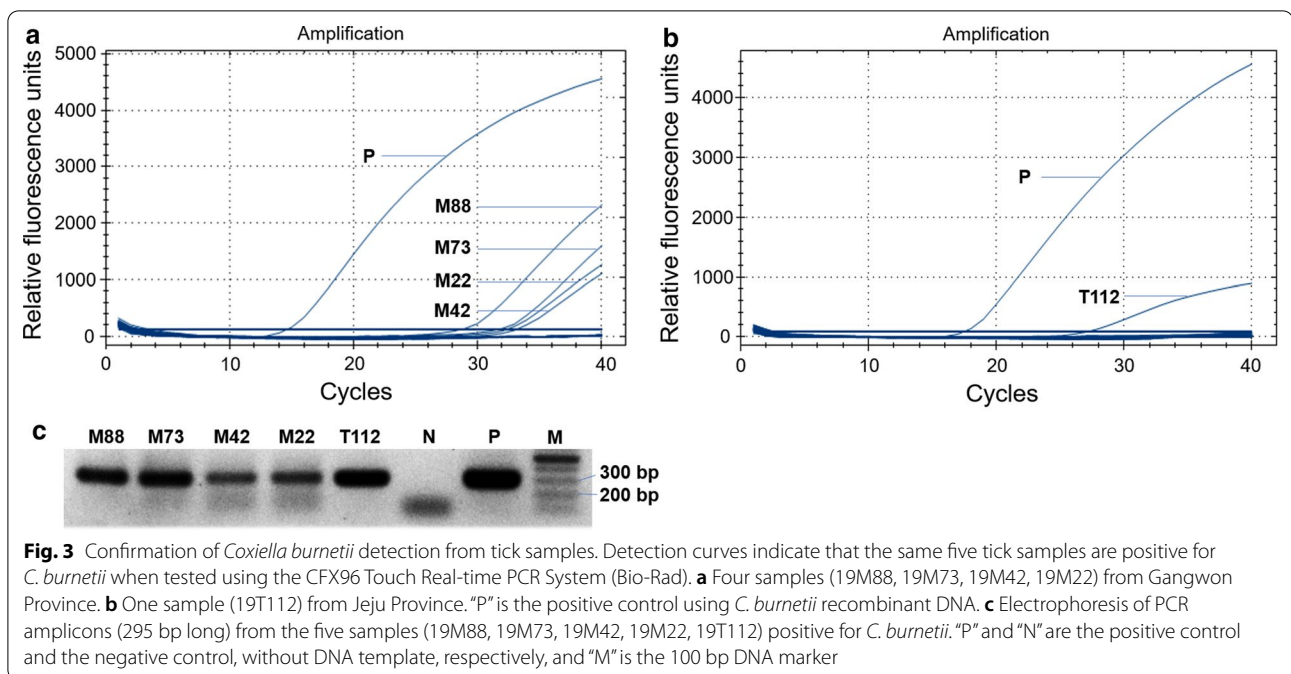 a
Amplification
Relative fluorescence units
5000
4000
3000
2000
1000
0
P
M88
M73
M22
M42
0 10 20 30 40
Cycles
b
Amplification
Relative fluorescence units
4000
3000
2000
1000
0
P
T112
0 10 20 30 40
Cycles
c
M88 M73 M42 M22 T112 N P M
300 bp
200 bp
Fig. 3 Confirmation of Coxiella burnetii detection from tick samples. Detection curves indicate that the same five tick samples are positive for
C. burnetii when tested using the CFX96 Touch Real-time PCR System (Bio-Rad). a Four samples (19M88, 19M73, 19M42, 19M22) from Gangwon
Province. b One sample (19T112) from Jeju Province. “P” is the positive control using C. burnetii recombinant DNA. c Electrophoresis of PCR
amplicons (295 bp long) from the five samples (19M88, 19M73, 19M42, 19M22, 19T112) positive for C. burnetii. “P” and “N” are the positive control
and the negative control, without DNA template, respectively, and “M” is the 100 bp DNA marker